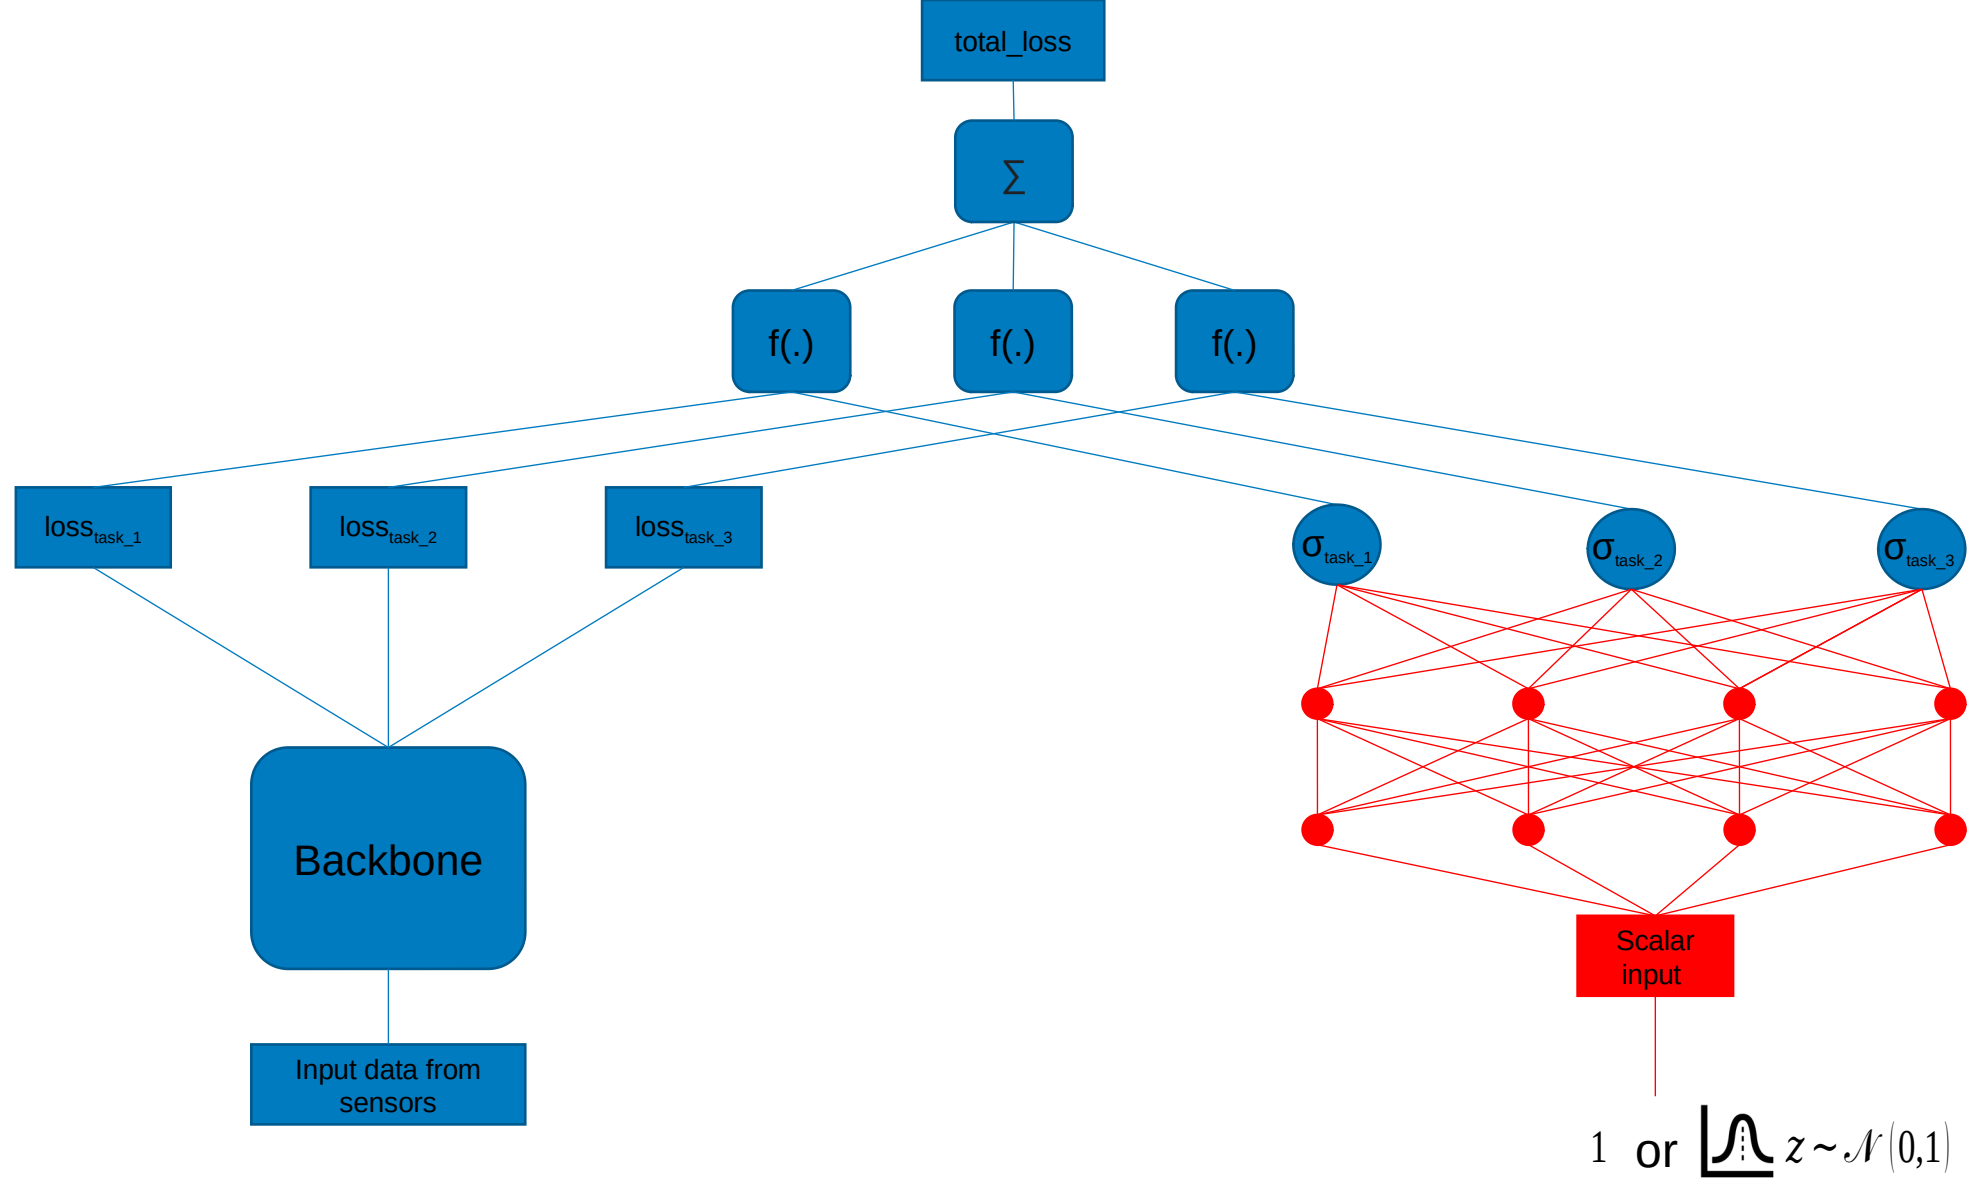 total_loss
∑
f(.) f(.) f(.)
loss_task_1 loss_task_2 loss_task_3 σ_task_1 σ_task_2 σ_task_3
Backbone
Scalar
input
Input data from
sensors
1 or z ~ 𝒩(0,1)